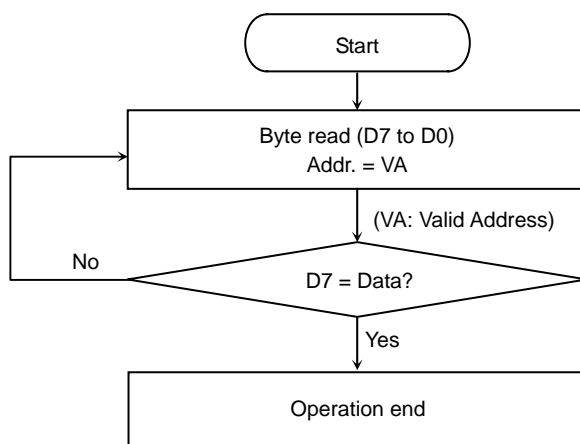 Start
Byte read (D7 to D0)
Addr. = VA
(VA: Valid Address)
No
D7 = Data?
Yes
Operation end